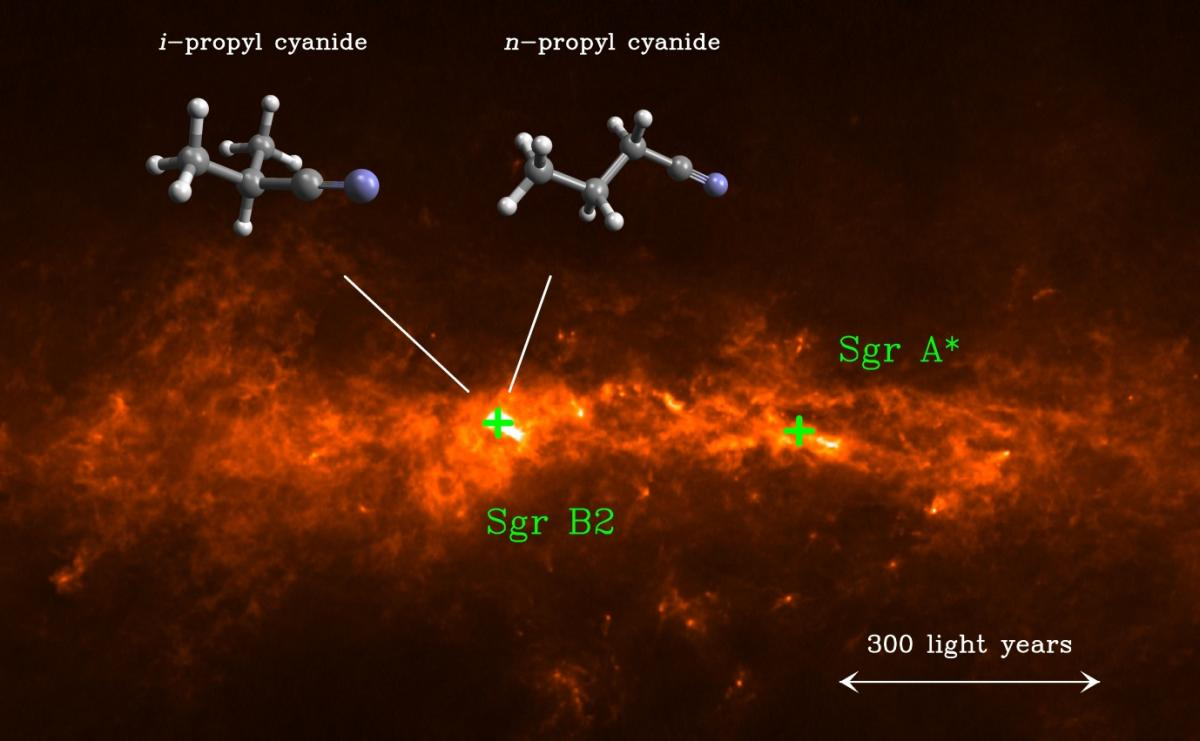 i-propyl cyanide
n-propyl cyanide
Sgr A*
Sgr B2
300 light years